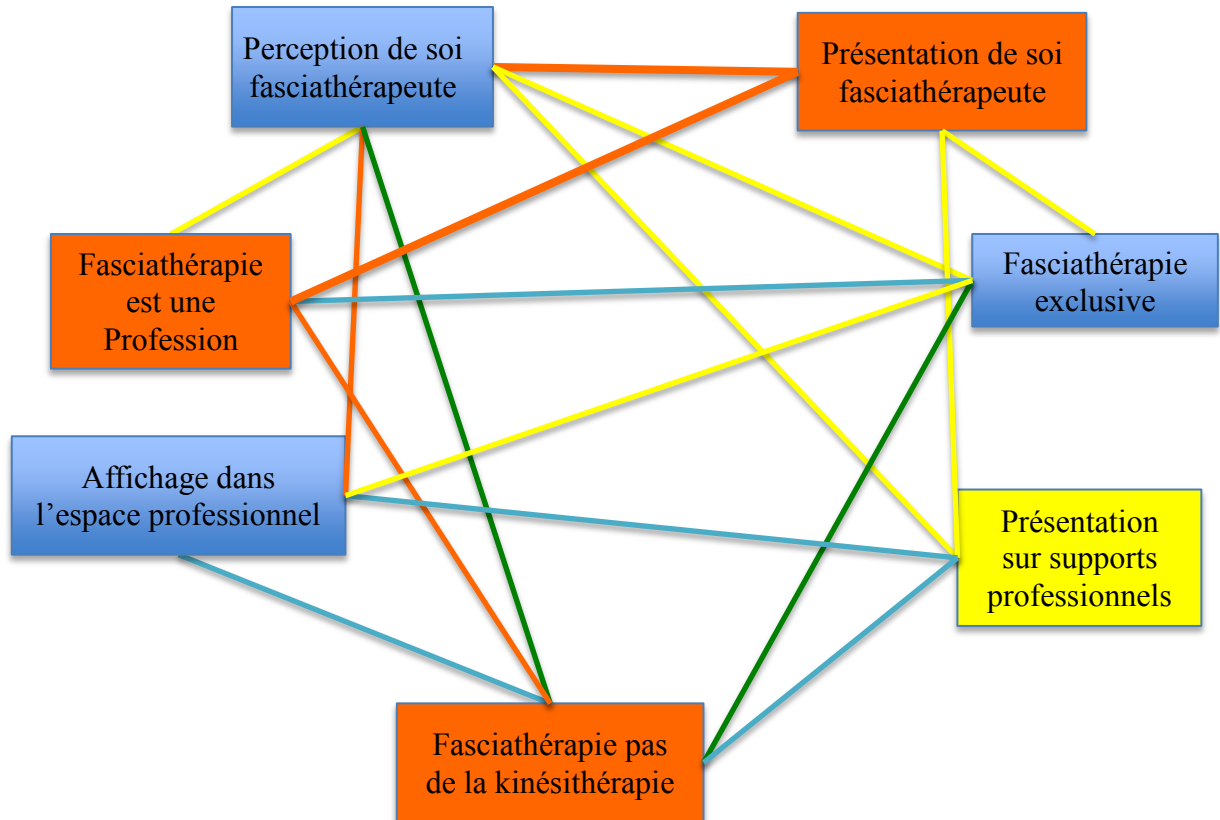 Perception de soi
fasciathérapeute
Présentation de soi
fasciathérapeute
Fasciathérapie
est une
Profession
Fasciathérapie
exclusive
Affichage dans
l’espace professionnel
Présentation
sur supports
professionnels
Fasciathérapie pas
de la kinésithérapie